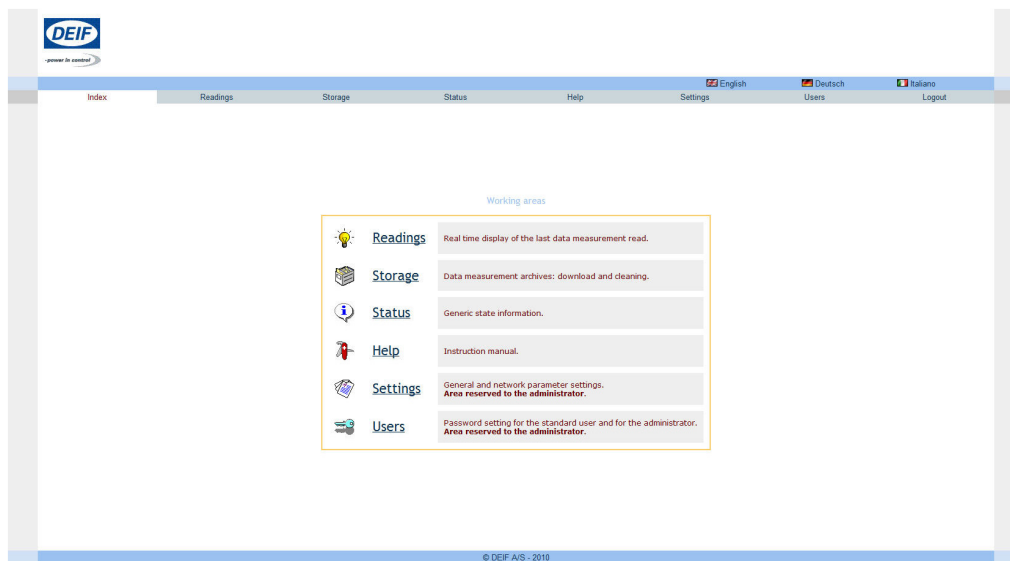 DEIF
-power in control
English Deutsch Italiano
Index Readings Storage Status Help Settings Users Logout
Working areas
Readings Real time display of the last data measurement read.
Storage Data measurement archives: download and cleaning.
Status Generic state information.
Help Instruction manual.
Settings General and network parameter settings.
Area reserved to the administrator.
Users Password setting for the standard user and for the administrator.
Area reserved to the administrator.
© DEIF A/S - 2010